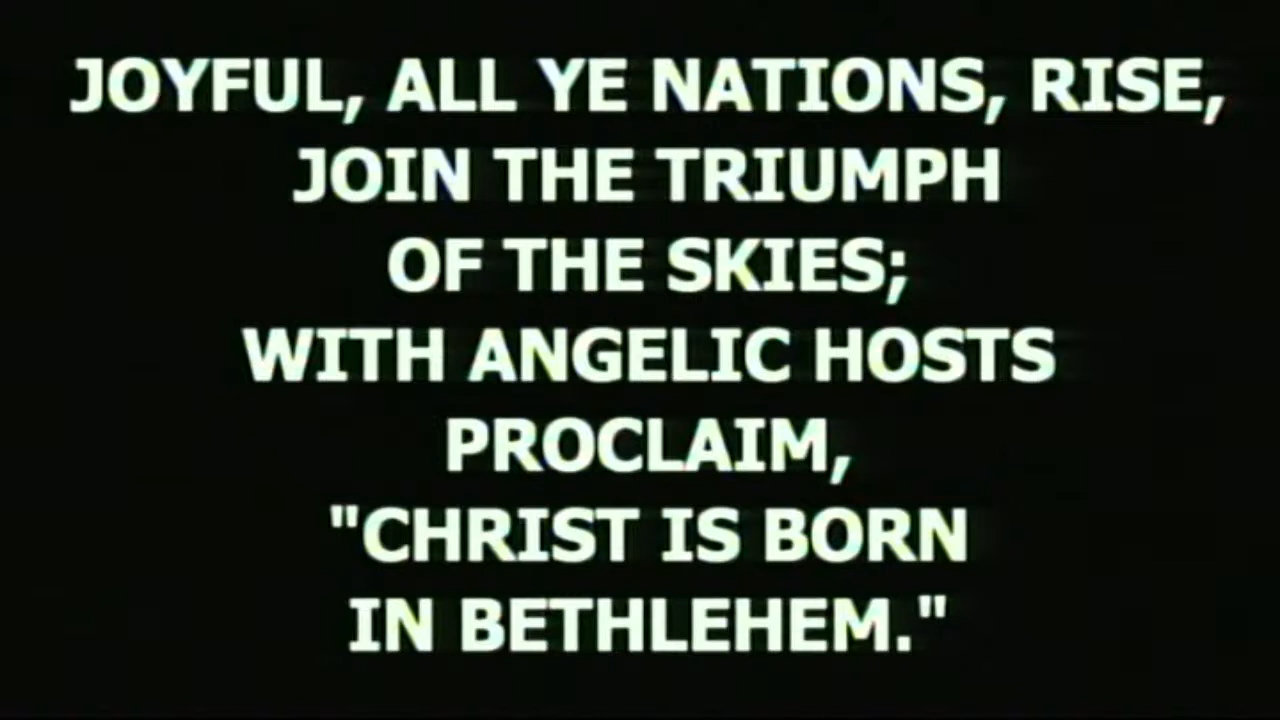 JOYFUL, ALL YE NATIONS, RISE,
JOIN THE TRIUMPH
OF THE SKIES;
WITH ANGELIC HOSTS
PROCLAIM,
"CHRIST IS BORN
IN BETHLEHEM."